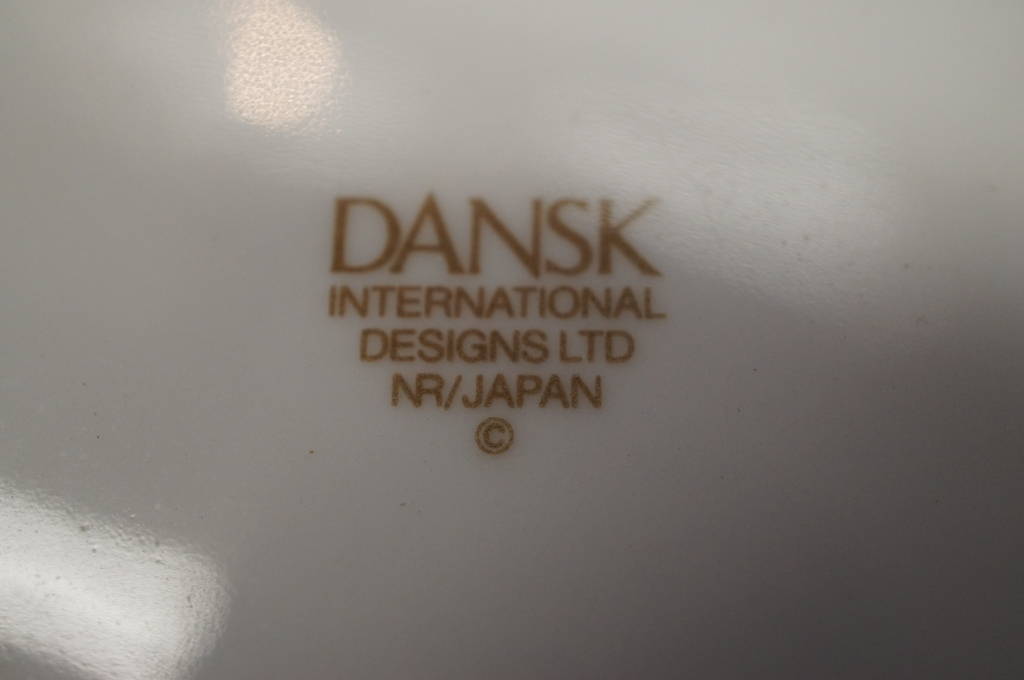 DANSK
INTERNATIONAL
DESIGNS LTD
NR/JAPAN
©